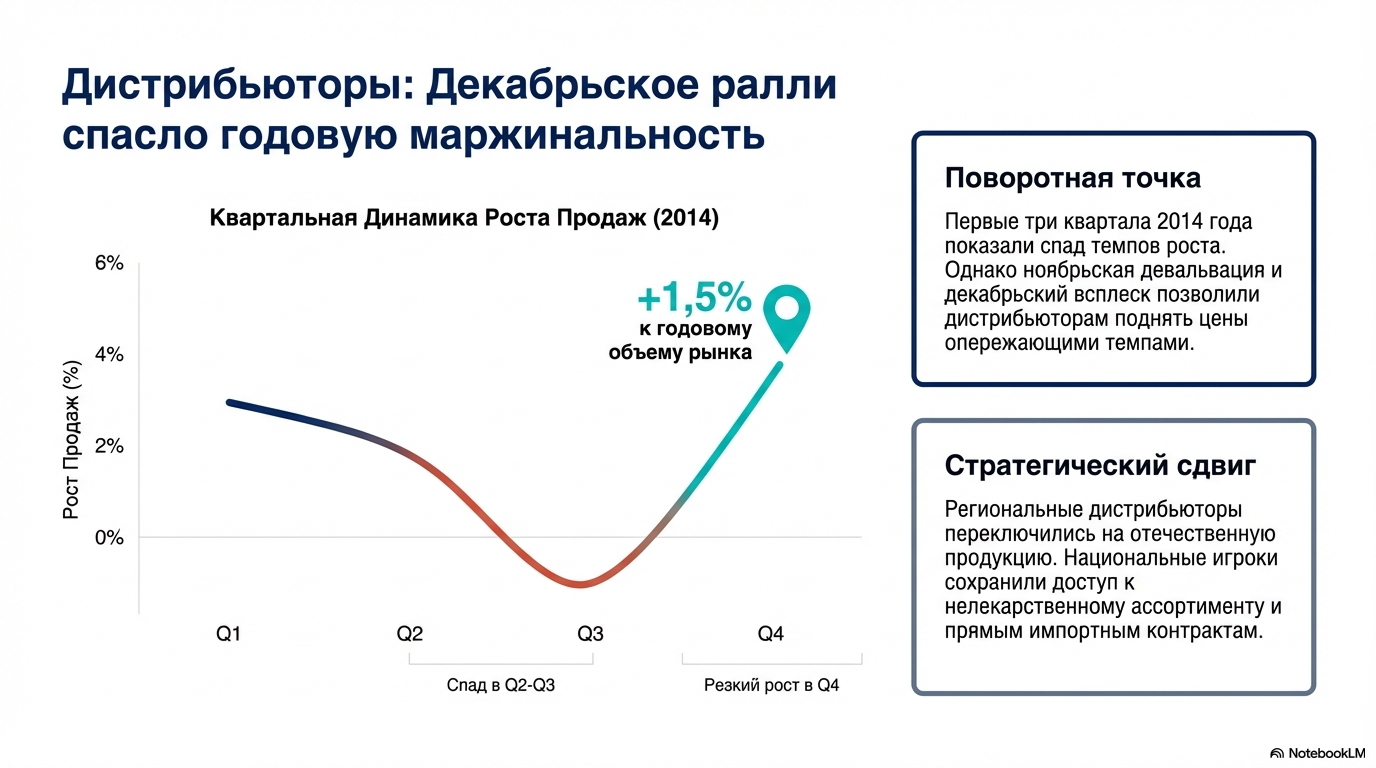 Дистрибьюторы: Декабрьское ралли
спасло годовую маржинальность
Квартальная Динамика Роста Продаж (2014)
Рост Продаж (%)
6%
4%
2%
0%
+1,5%
к годовому
объему рынка
Q1
Q2
Q3
Q4
Спад в Q2-Q3
Резкий рост в Q4
Поворотная точка
Первые три квартала 2014 года
показали спад темпов роста.
Однако ноябрьская девальвация и
декабрьский всплеск позволили
дистрибьюторам поднять цены
опережающими темпами.
Стратегический сдвиг
Региональные дистрибьюторы
переключились на отечественную
продукцию. Национальные игроки
сохранили доступ к
нелекарственному ассортименту и
прямым импортным контрактам.
NotebookLM